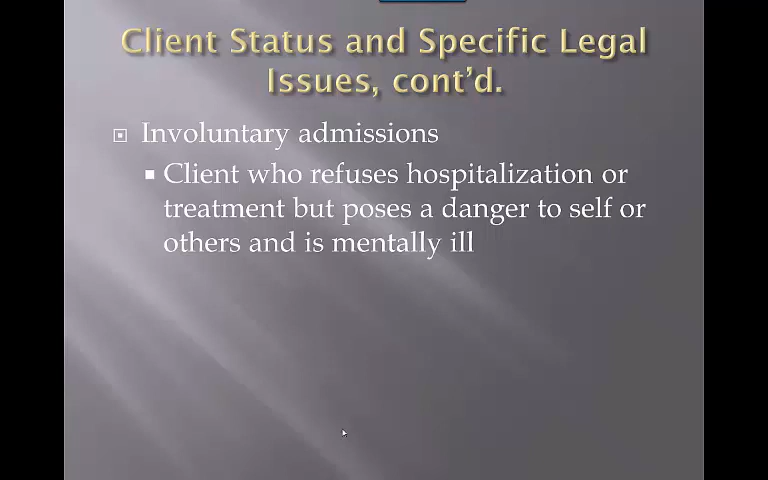 Client Status and Specific Legal
Issues, cont’d.
Involuntary admissions
Client who refuses hospitalization or
treatment but poses a danger to self or
others and is mentally ill